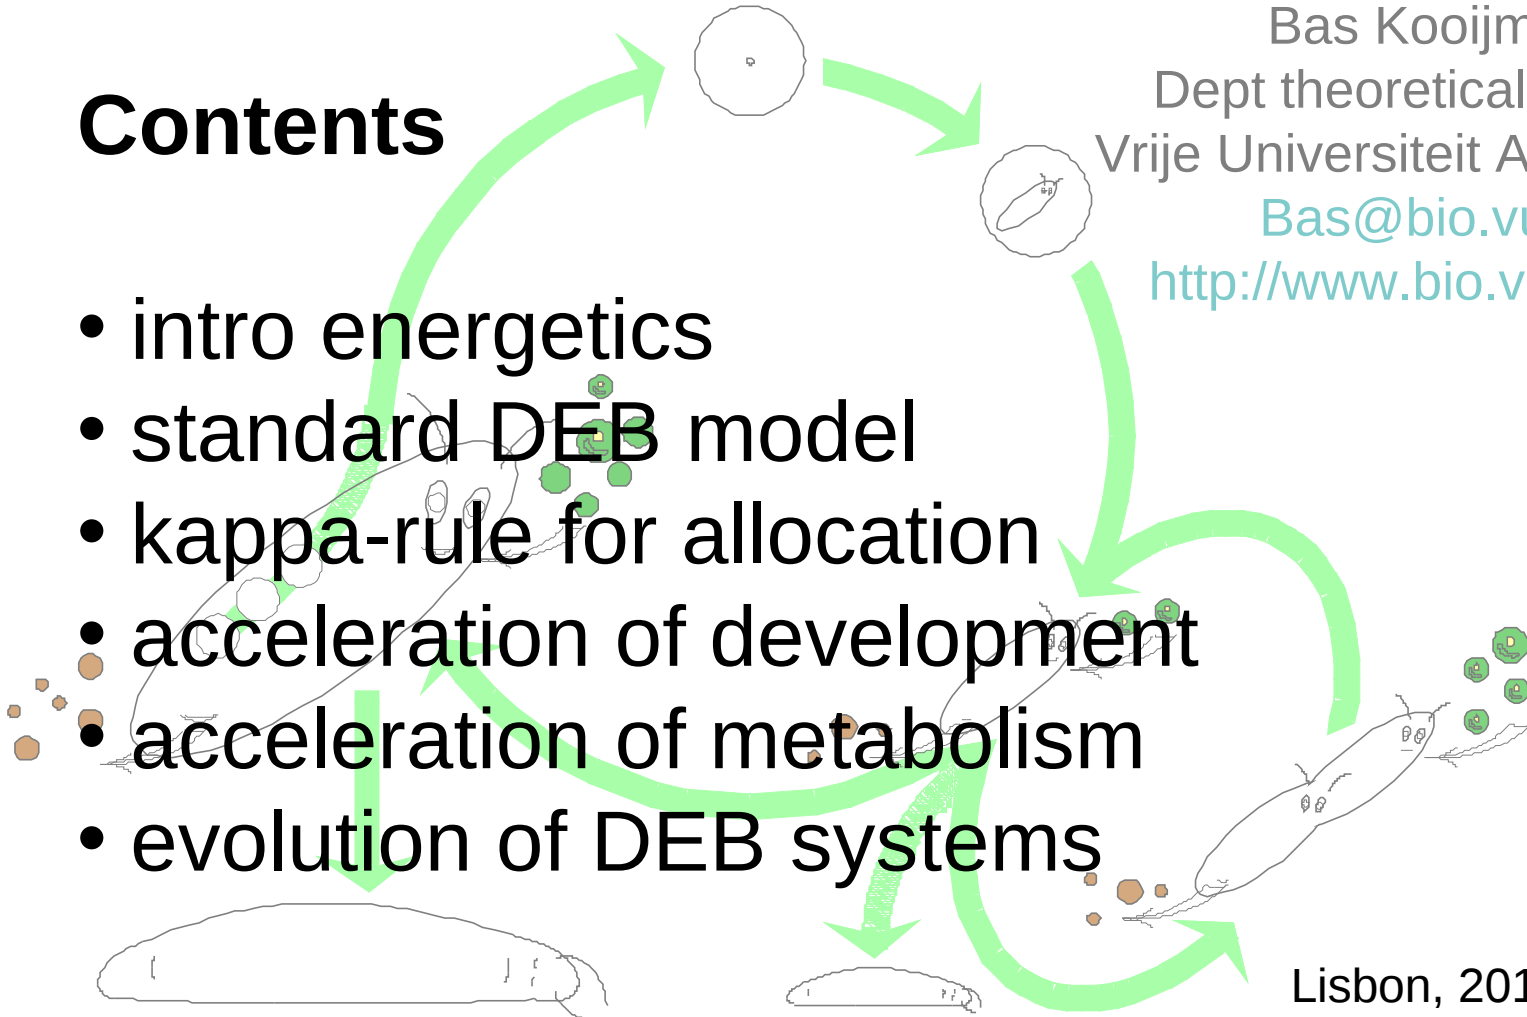 Bas Kooijm
Dept theoretical
Vrije Universiteit A
Bas@bio.vu
http://www.bio.v
Contents
• intro energetics
• standard DEB model
• kappa-rule for allocation
• acceleration of development
• acceleration of metabolism
• evolution of DEB systems
Lisbon, 201